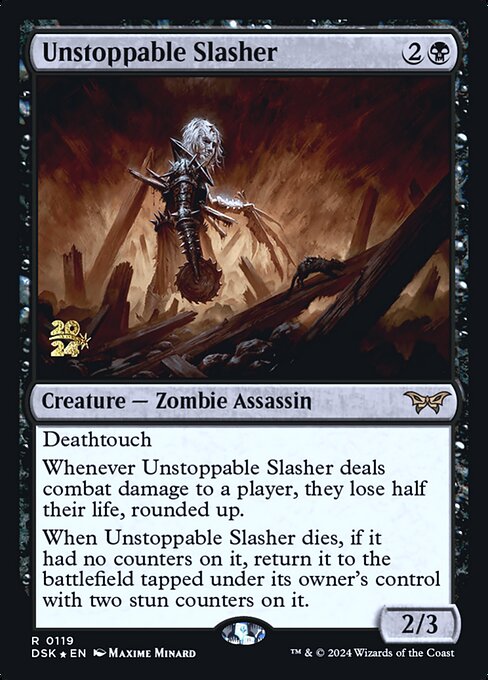 Unstoppable Slasher 2
2024
Creature — Zombie Assassin
Deathtouch
Whenever Unstoppable Slasher deals
combat damage to a player, they lose half
their life, rounded up.
When Unstoppable Slasher dies, if it
had no counters on it, return it to the
battlefield tapped under its owner's control
with two stun counters on it.
2/3
R 0119
DSK ★ EN Maxime Minard
™ & © 2024 Wizards of the Coast